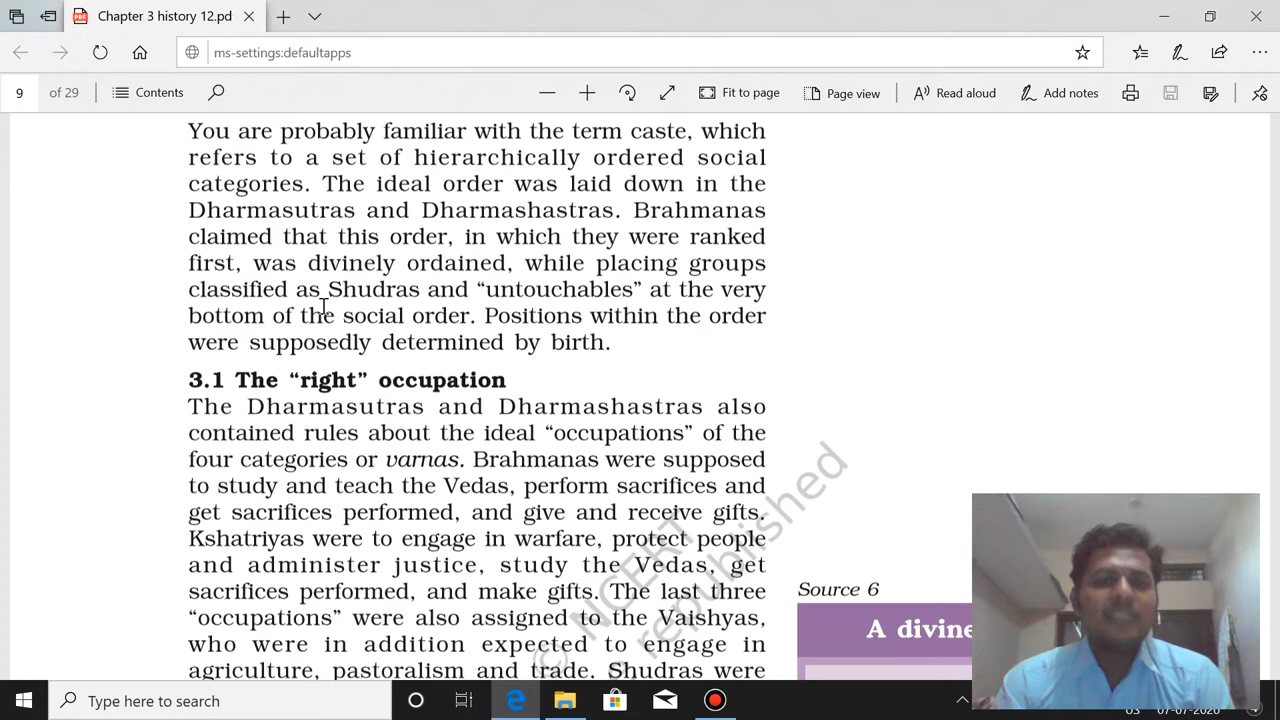 Chapter 3 history 12.pd
ms-settings:defaultapps
9 of 29 Contents Fit to page Page view Read aloud Add notes
You are probably familiar with the term caste, which
refers to a set of hierarchically ordered social
categories. The ideal order was laid down in the
Dharmasutras and Dharmashastras. Brahmanas
claimed that this order, in which they were ranked
first, was divinely ordained, while placing groups
classified as Shudras and “untouchables” at the very
bottom of the social order. Positions within the order
were supposedly determined by birth.
3.1 The “right” occupation
The Dharmasutras and Dharmashastras also
contained rules about the ideal “occupations” of the
four categories or varnas. Brahmanas were supposed
to study and teach the Vedas, perform sacrifices and
get sacrifices performed, and give and receive gifts.
Kshatriyas were to engage in warfare, protect people
and administer justice, study the Vedas, get
sacrifices performed, and make gifts. The last three
“occupations” were also assigned to the Vaishyas,
who were in addition expected to engage in
agriculture, pastoralism and trade. Shudras were
© NCERT
republished
Source 6
A divine
Type here to search
US 07-07-2020